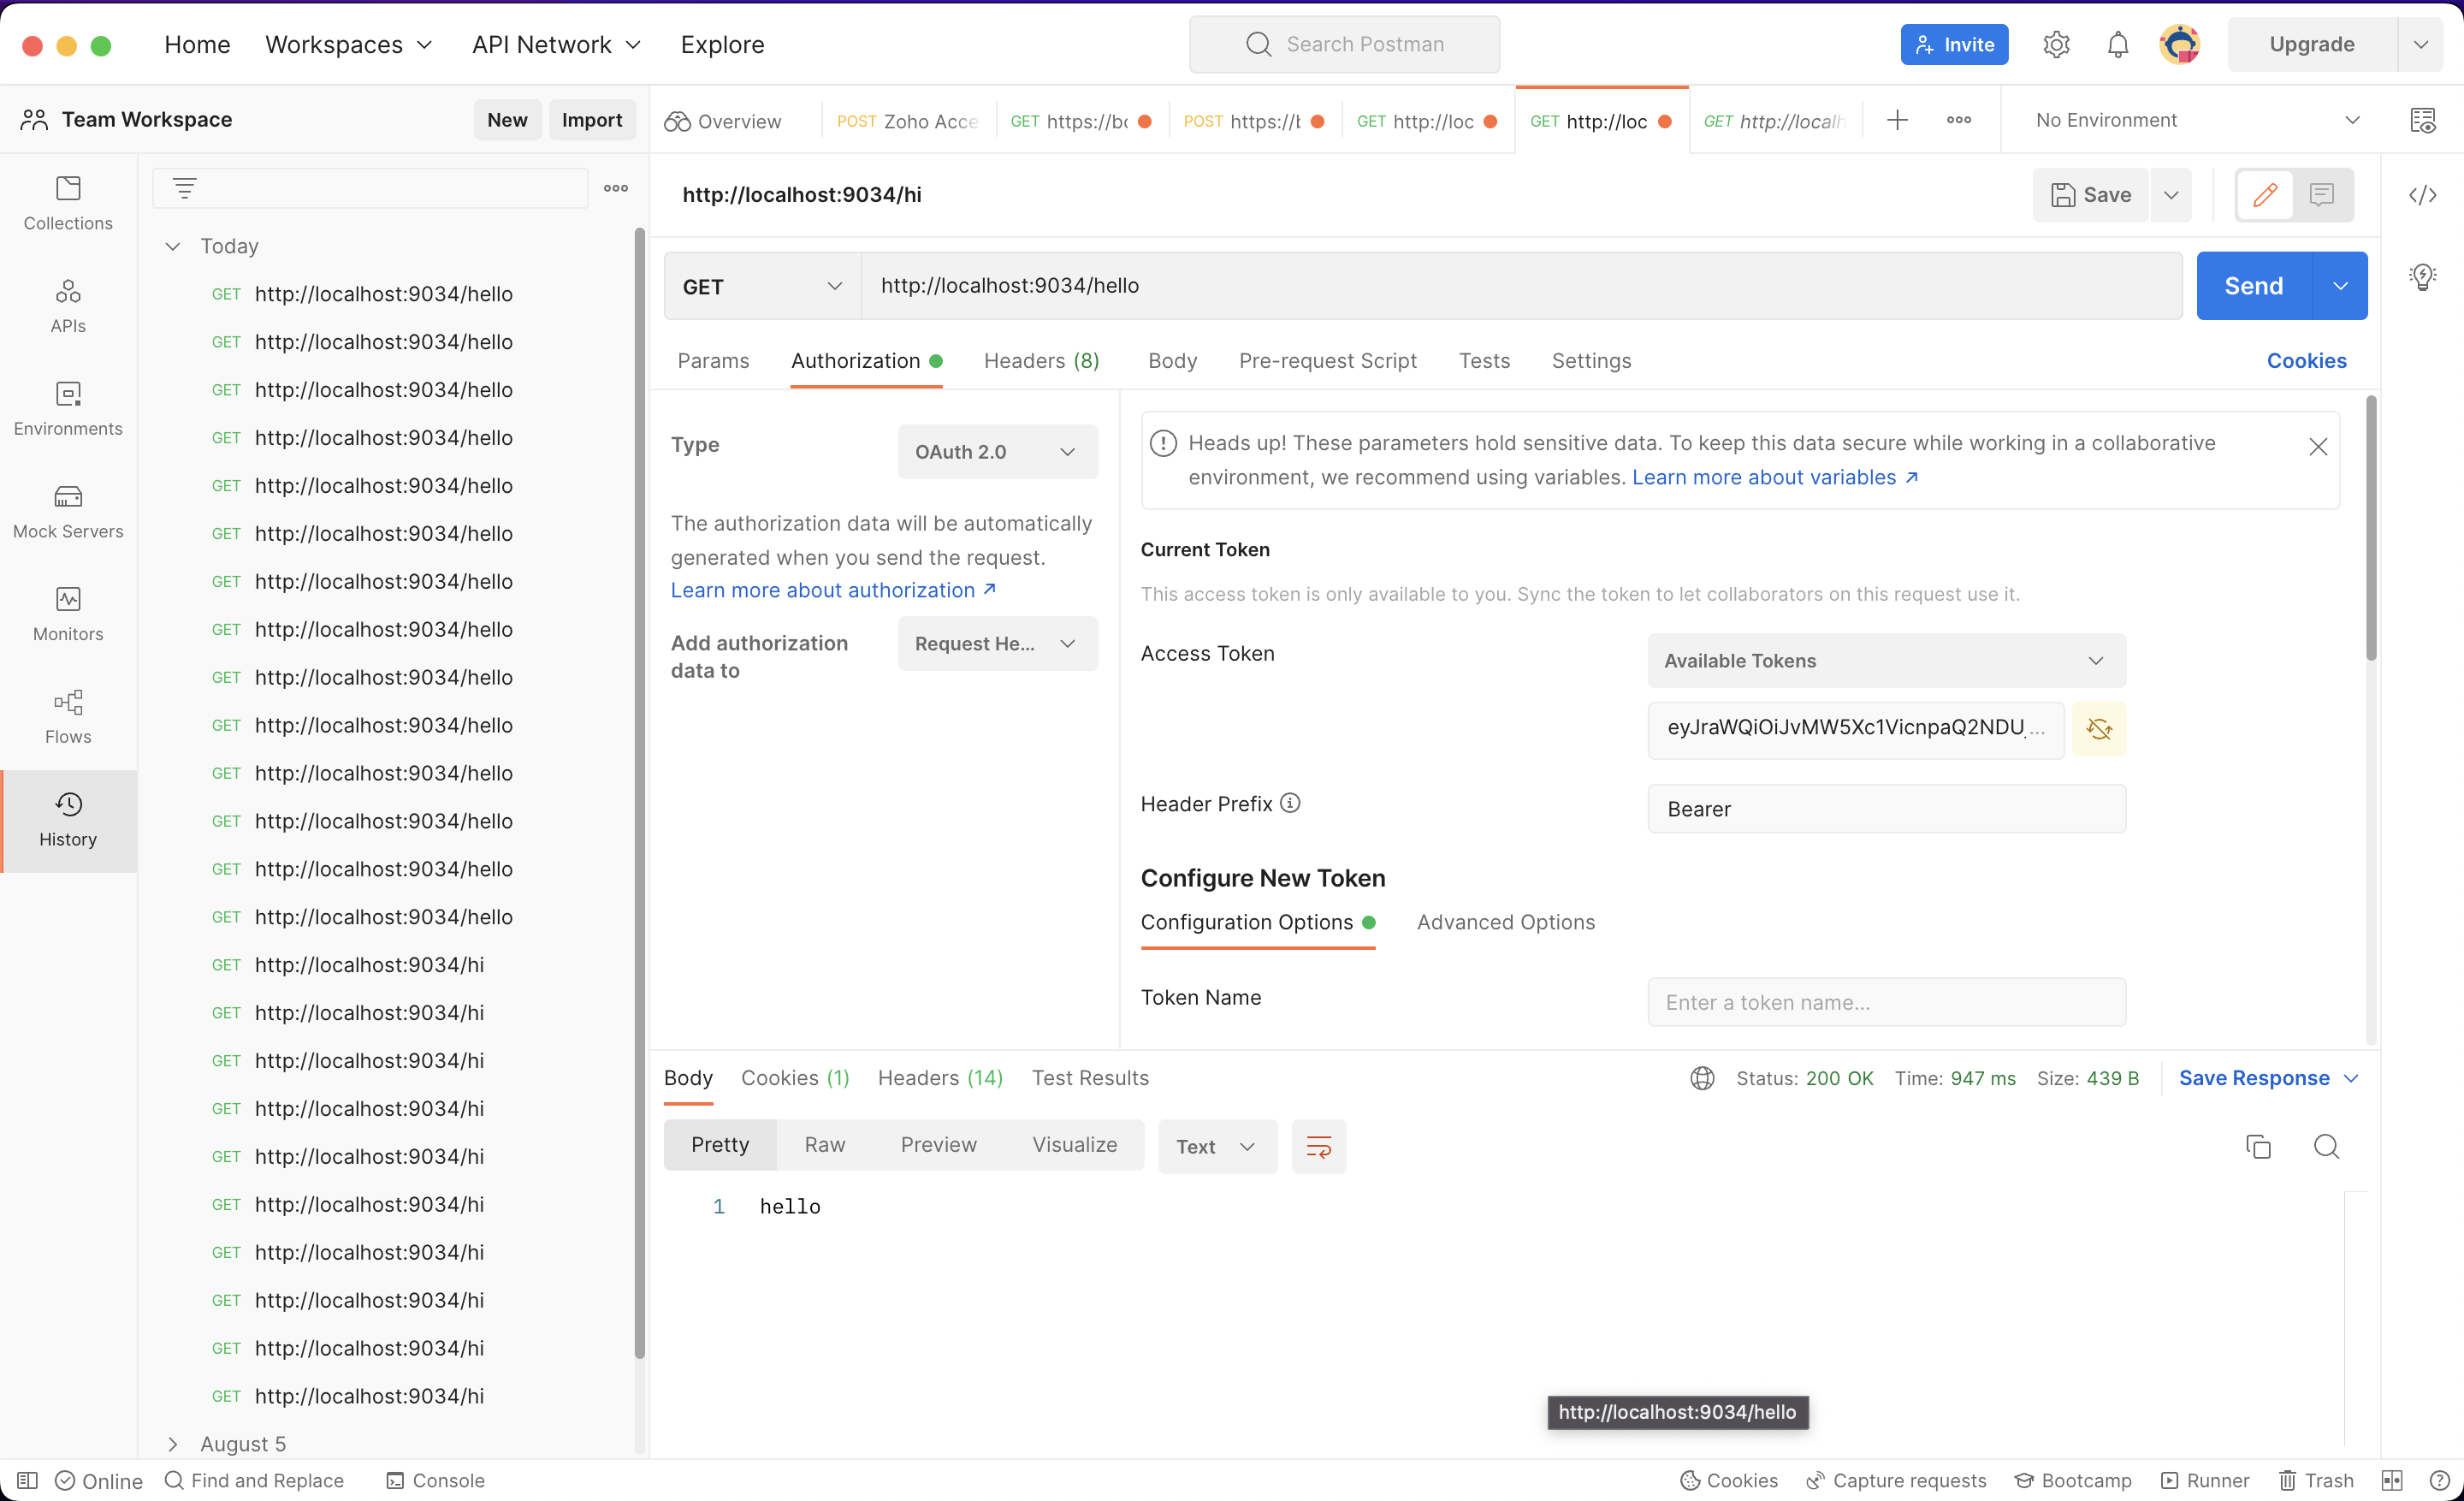 Home Workspaces API Network Explore Search Postman Invite Upgrade
Team Workspace New Import
Overview POST Zoho Acce GET https://bc POST https://b GET http://loc GET http://loc GET http://localh No Environment
Collections
APIs
Environments
Mock Servers
Monitors
Flows
History
Today
GET http://localhost:9034/hello
GET http://localhost:9034/hello
GET http://localhost:9034/hello
GET http://localhost:9034/hello
GET http://localhost:9034/hello
GET http://localhost:9034/hello
GET http://localhost:9034/hello
GET http://localhost:9034/hello
GET http://localhost:9034/hello
GET http://localhost:9034/hello
GET http://localhost:9034/hello
GET http://localhost:9034/hello
GET http://localhost:9034/hello
GET http://localhost:9034/hello
GET http://localhost:9034/hi
GET http://localhost:9034/hi
GET http://localhost:9034/hi
GET http://localhost:9034/hi
GET http://localhost:9034/hi
GET http://localhost:9034/hi
GET http://localhost:9034/hi
GET http://localhost:9034/hi
GET http://localhost:9034/hi
GET http://localhost:9034/hi
August 5
http://localhost:9034/hi Save
GET http://localhost:9034/hello Send
Params Authorization Headers (8) Body Pre-request Script Tests Settings Cookies
Type OAuth 2.0
The authorization data will be automatically
generated when you send the request.
Learn more about authorization ↗
Add authorization
data to
Request He...
Heads up! These parameters hold sensitive data. To keep this data secure while working in a collaborative
environment, we recommend using variables. Learn more about variables ↗
Current Token
This access token is only available to you. Sync the token to let collaborators on this request use it.
Access Token Available Tokens
eyJraWQiOiJvMW5Xc1VicnpaQ2NDU_...
Header Prefix Bearer
Configure New Token
Configuration Options Advanced Options
Token Name Enter a token name...
Body Cookies (1) Headers (14) Test Results Status: 200 OK Time: 947 ms Size: 439 B Save Response
Pretty Raw Preview Visualize Text
1 hello
http://localhost:9034/hello
Online Find and Replace Console Cookies Capture requests Bootcamp Runner Trash